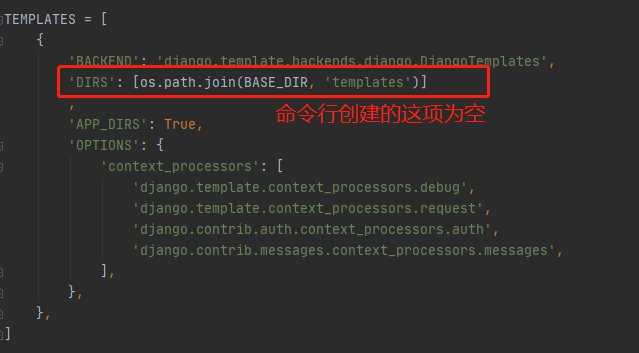 TEMPLATES = [
{
'BACKEND': 'django.template.backends.django.DjangoTemplates',
'DIRS': [os.path.join(BASE_DIR, 'templates')]
,
命令行创建的这项为空
'APP_DIRS': True,
'OPTIONS': {
'context_processors': [
'django.template.context_processors.debug',
'django.template.context_processors.request',
'django.contrib.auth.context_processors.auth',
'django.contrib.messages.context_processors.messages',
],
},
},
]